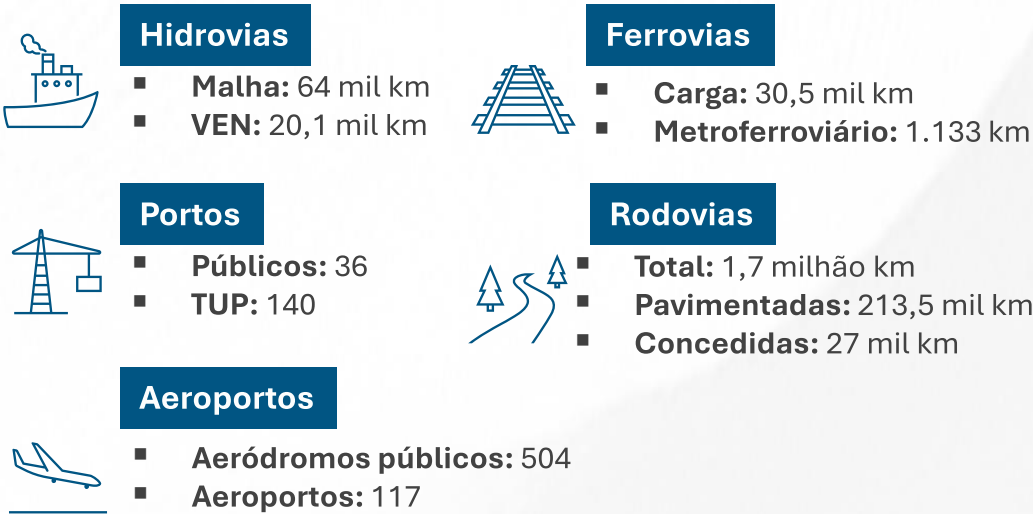 Hidrovias
▪ Malha: 64 mil km
▪ VEN: 20,1 mil km
Ferrovias
▪ Carga: 30,5 mil km
▪ Metroferroviário: 1.133 km
Portos
▪ Públicos: 36
▪ TUP: 140
Rodovias
▪ Total: 1,7 milhão km
▪ Pavimentadas: 213,5 mil km
▪ Concedidas: 27 mil km
Aeroportos
▪ Aeródromos públicos: 504
▪ Aeroportos: 117